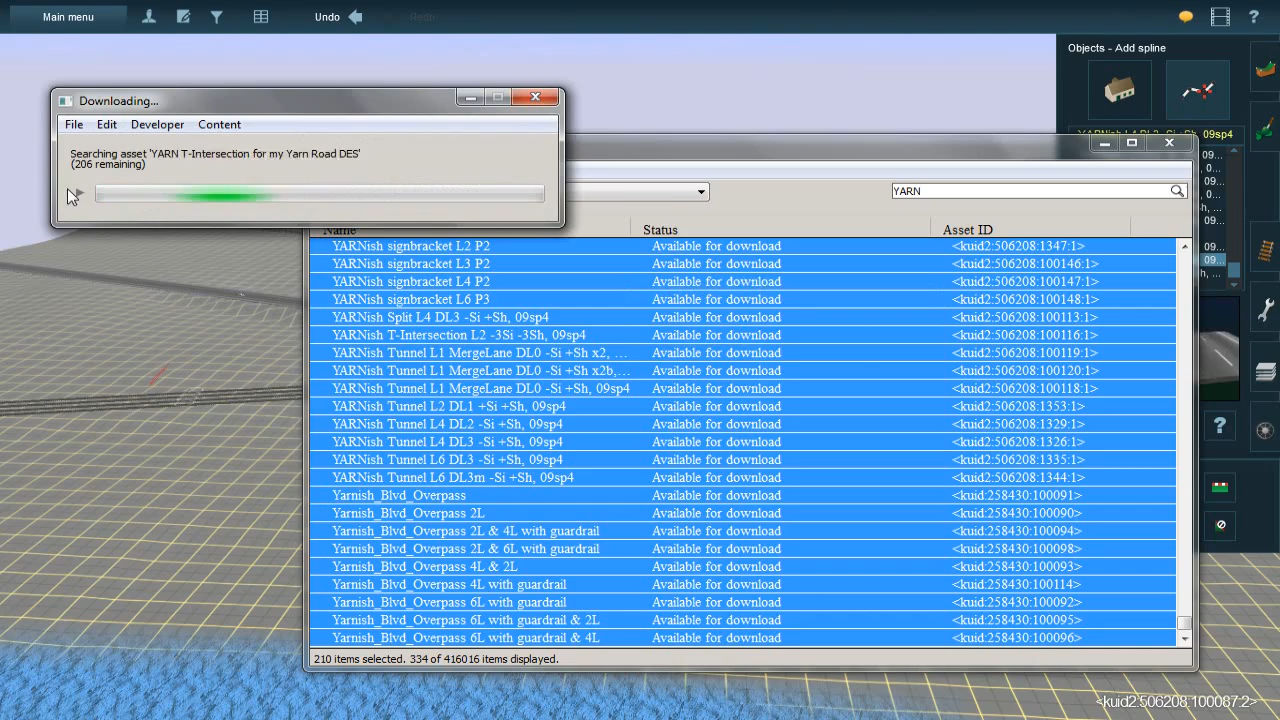 Main menu
Undo
Redo
Objects - Add spline
Downloading...
File Edit Developer Content
Searching asset 'YARN T-Intersection for my Yarn Road DES'
(206 remaining)
YARNish L4 DL3 -Si +Sh, 09sp4
YARN
Name Status Asset ID
YARNish signbracket L2 P2 Available for download <kuid2:506208:1347:1>
YARNish signbracket L3 P2 Available for download <kuid2:506208:100146:1>
YARNish signbracket L4 P2 Available for download <kuid2:506208:100147:1>
YARNish signbracket L6 P3 Available for download <kuid2:506208:100148:1>
YARNish Split L4 DL3 -Si +Sh, 09sp4 Available for download <kuid2:506208:100113:1>
YARNish T-Intersection L2 -3Si -3Sh, 09sp4 Available for download <kuid2:506208:100116:1>
YARNish Tunnel L1 MergeLane DL0 -Si +Sh x2, ... Available for download <kuid2:506208:100119:1>
YARNish Tunnel L1 MergeLane DL0 -Si +Sh x2b,... Available for download <kuid2:506208:100120:1>
YARNish Tunnel L1 MergeLane DL0 -Si +Sh, 09sp4 Available for download <kuid2:506208:100118:1>
YARNish Tunnel L2 DL1 +Si +Sh, 09sp4 Available for download <kuid2:506208:1353:1>
YARNish Tunnel L4 DL2 -Si +Sh, 09sp4 Available for download <kuid2:506208:1329:1>
YARNish Tunnel L4 DL3 -Si +Sh, 09sp4 Available for download <kuid2:506208:1326:1>
YARNish Tunnel L6 DL3 -Si +Sh, 09sp4 Available for download <kuid2:506208:1335:1>
YARNish Tunnel L6 DL3m -Si +Sh, 09sp4 Available for download <kuid2:506208:1344:1>
Yarnish_Blvd_Overpass Available for download <kuid:258430:100091>
Yarnish_Blvd_Overpass 2L Available for download <kuid:258430:100090>
Yarnish_Blvd_Overpass 2L & 4L with guardrail Available for download <kuid:258430:100094>
Yarnish_Blvd_Overpass 2L & 6L with guardrail Available for download <kuid:258430:100098>
Yarnish_Blvd_Overpass 4L & 2L Available for download <kuid:258430:100093>
Yarnish_Blvd_Overpass 4L with guardrail Available for download <kuid:258430:100114>
Yarnish_Blvd_Overpass 6L with guardrail Available for download <kuid:258430:100092>
Yarnish_Blvd_Overpass 6L with guardrail & 2L Available for download <kuid:258430:100095>
Yarnish_Blvd_Overpass 6L with guardrail & 4L Available for download <kuid:258430:100096>
210 items selected. 334 of 416016 items displayed.
<kuid2:506208:100087:2>